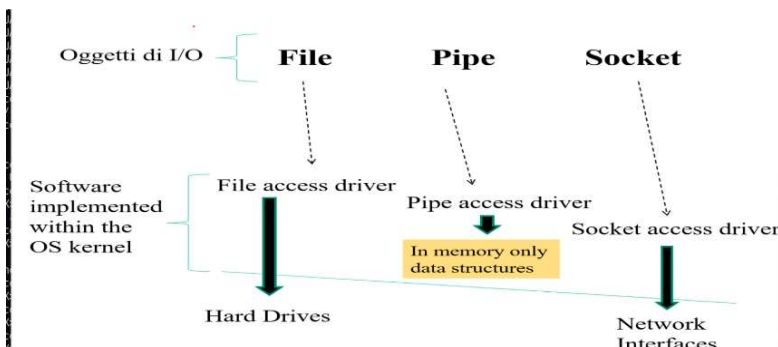 Oggetti di I/O
File Pipe Socket
Software
implemented
within the
OS kernel
File access driver
Pipe access driver
Socket access driver
In memory only
data structures
Hard Drives
Network
Interfaces